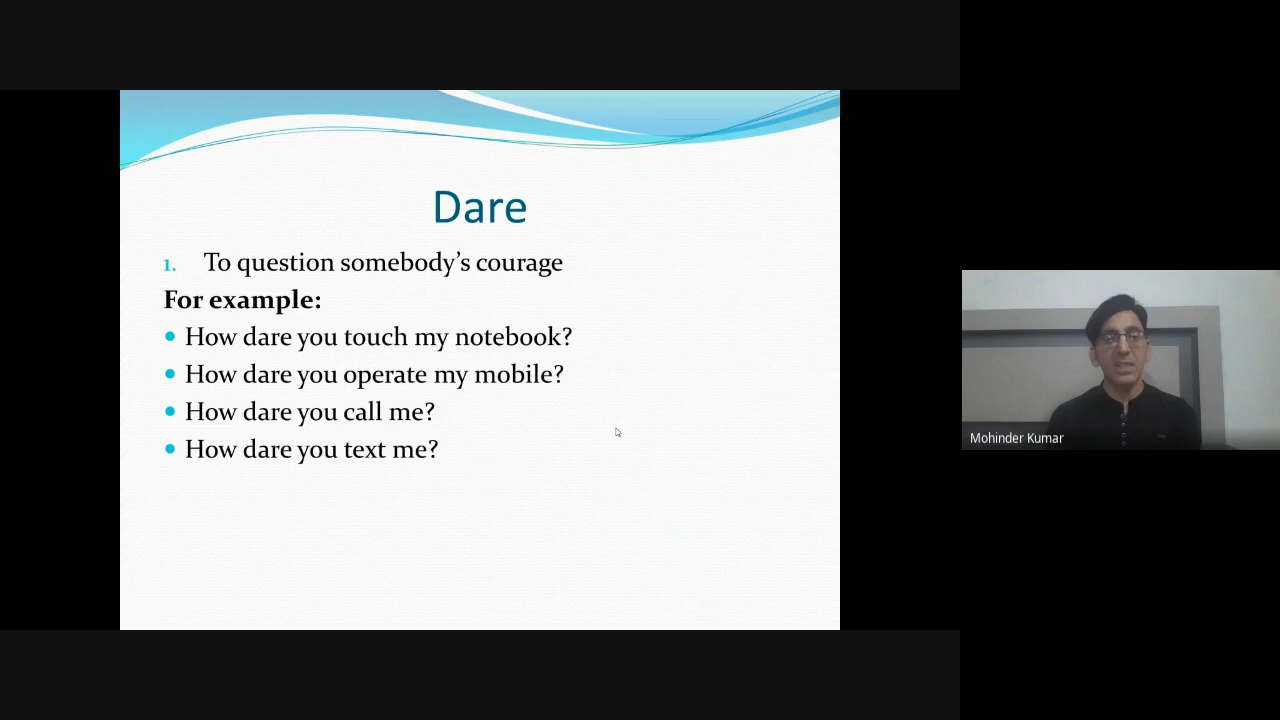 Dare
1. To question somebody’s courage
For example:
• How dare you touch my notebook?
• How dare you operate my mobile?
• How dare you call me?
• How dare you text me?
Mohinder Kumar